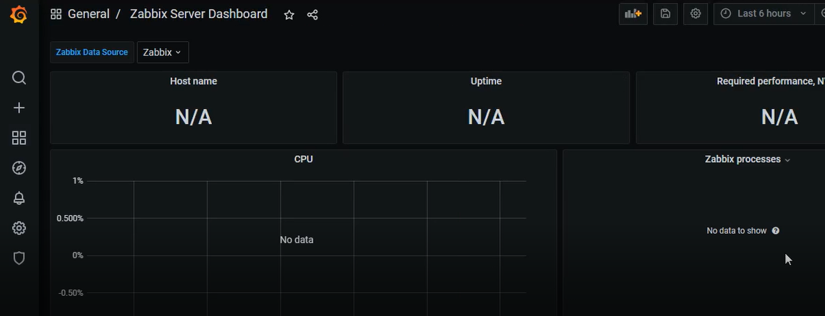 General / Zabbix Server Dashboard
Last 6 hours
Zabbix Data Source
Zabbix
Host name
Uptime
Required performance, N
N/A
N/A
N/A
CPU
Zabbix processes
1%
0.500%
0%
-0.50%
No data
No data to show